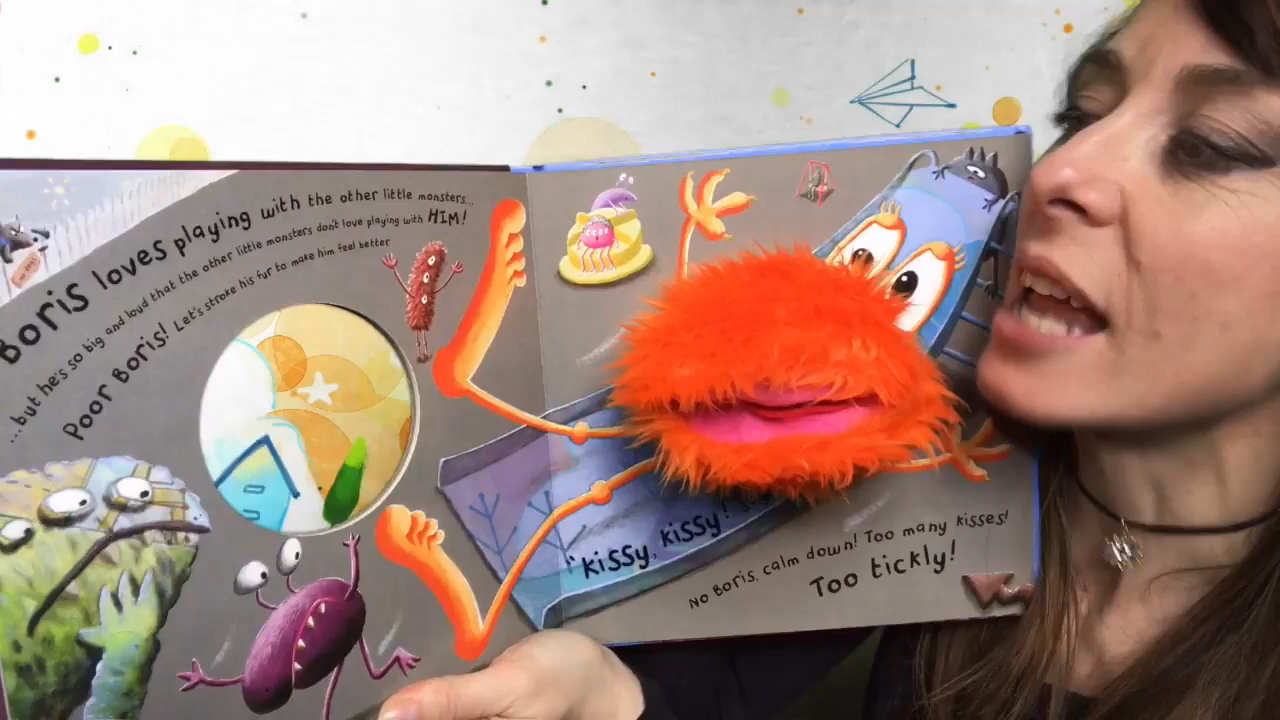 Boris loves playing with the other little monsters...
...but he's so big and loud that the other little monsters don't love playing with HIM!
Poor Boris! Let's stroke his fur to make him feel better
"Kissy, kissy!
No Boris, calm down! Too many kisses!
Too tickly!